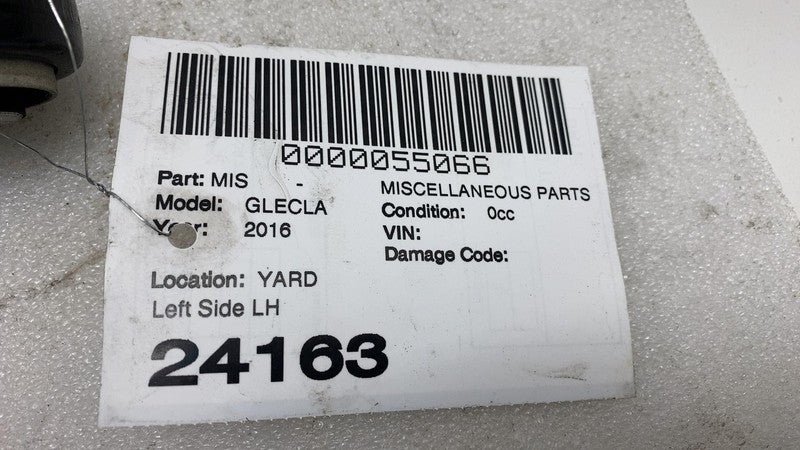 0000055066
Part: MIS - MISCELLANEOUS PARTS
Model: GLECLA Condition: 0cc
Year: 2016 VIN:
Damage Code:
Location: YARD
Left Side LH
24163